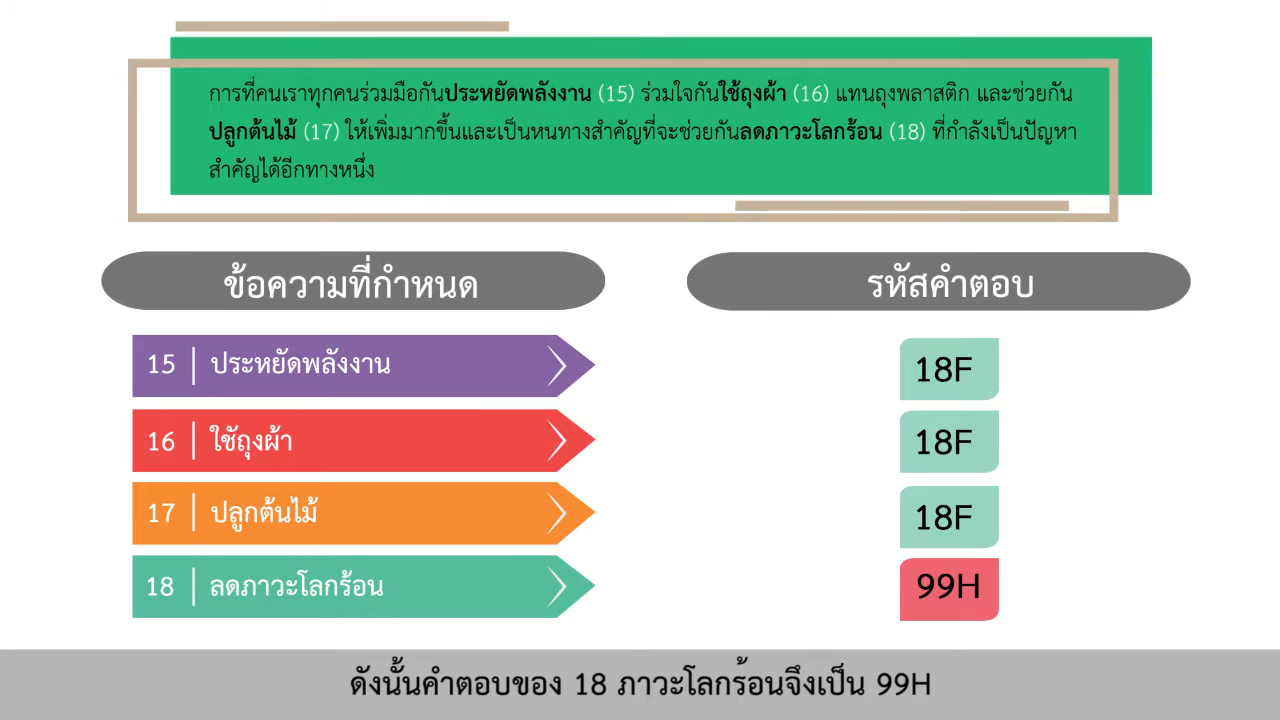 การที่คนเราทุกคนร่วมมือกันประหยัดพลังงาน (15) ร่วมใจกันใช้ถุงผ้า (16) แทนถุงพลาสติก และช่วยกัน
ปลูกต้นไม้ (17) ให้เพิ่มมากขึ้นและเป็นหนทางสำคัญที่จะช่วยกันลดภาวะโลกร้อน (18) ที่กำลังเป็นปัญหา
สำคัญได้อีกทางหนึ่ง
ข้อความที่กำหนด
รหัสคำตอบ
15 ประหยัดพลังงาน
18F
16 ใช้ถุงผ้า
18F
17 ปลูกต้นไม้
18F
18 ลดภาวะโลกร้อน
99H
ดังนั้นคำตอบของ 18 ภาวะโลกร้อนจึงเป็น 99H